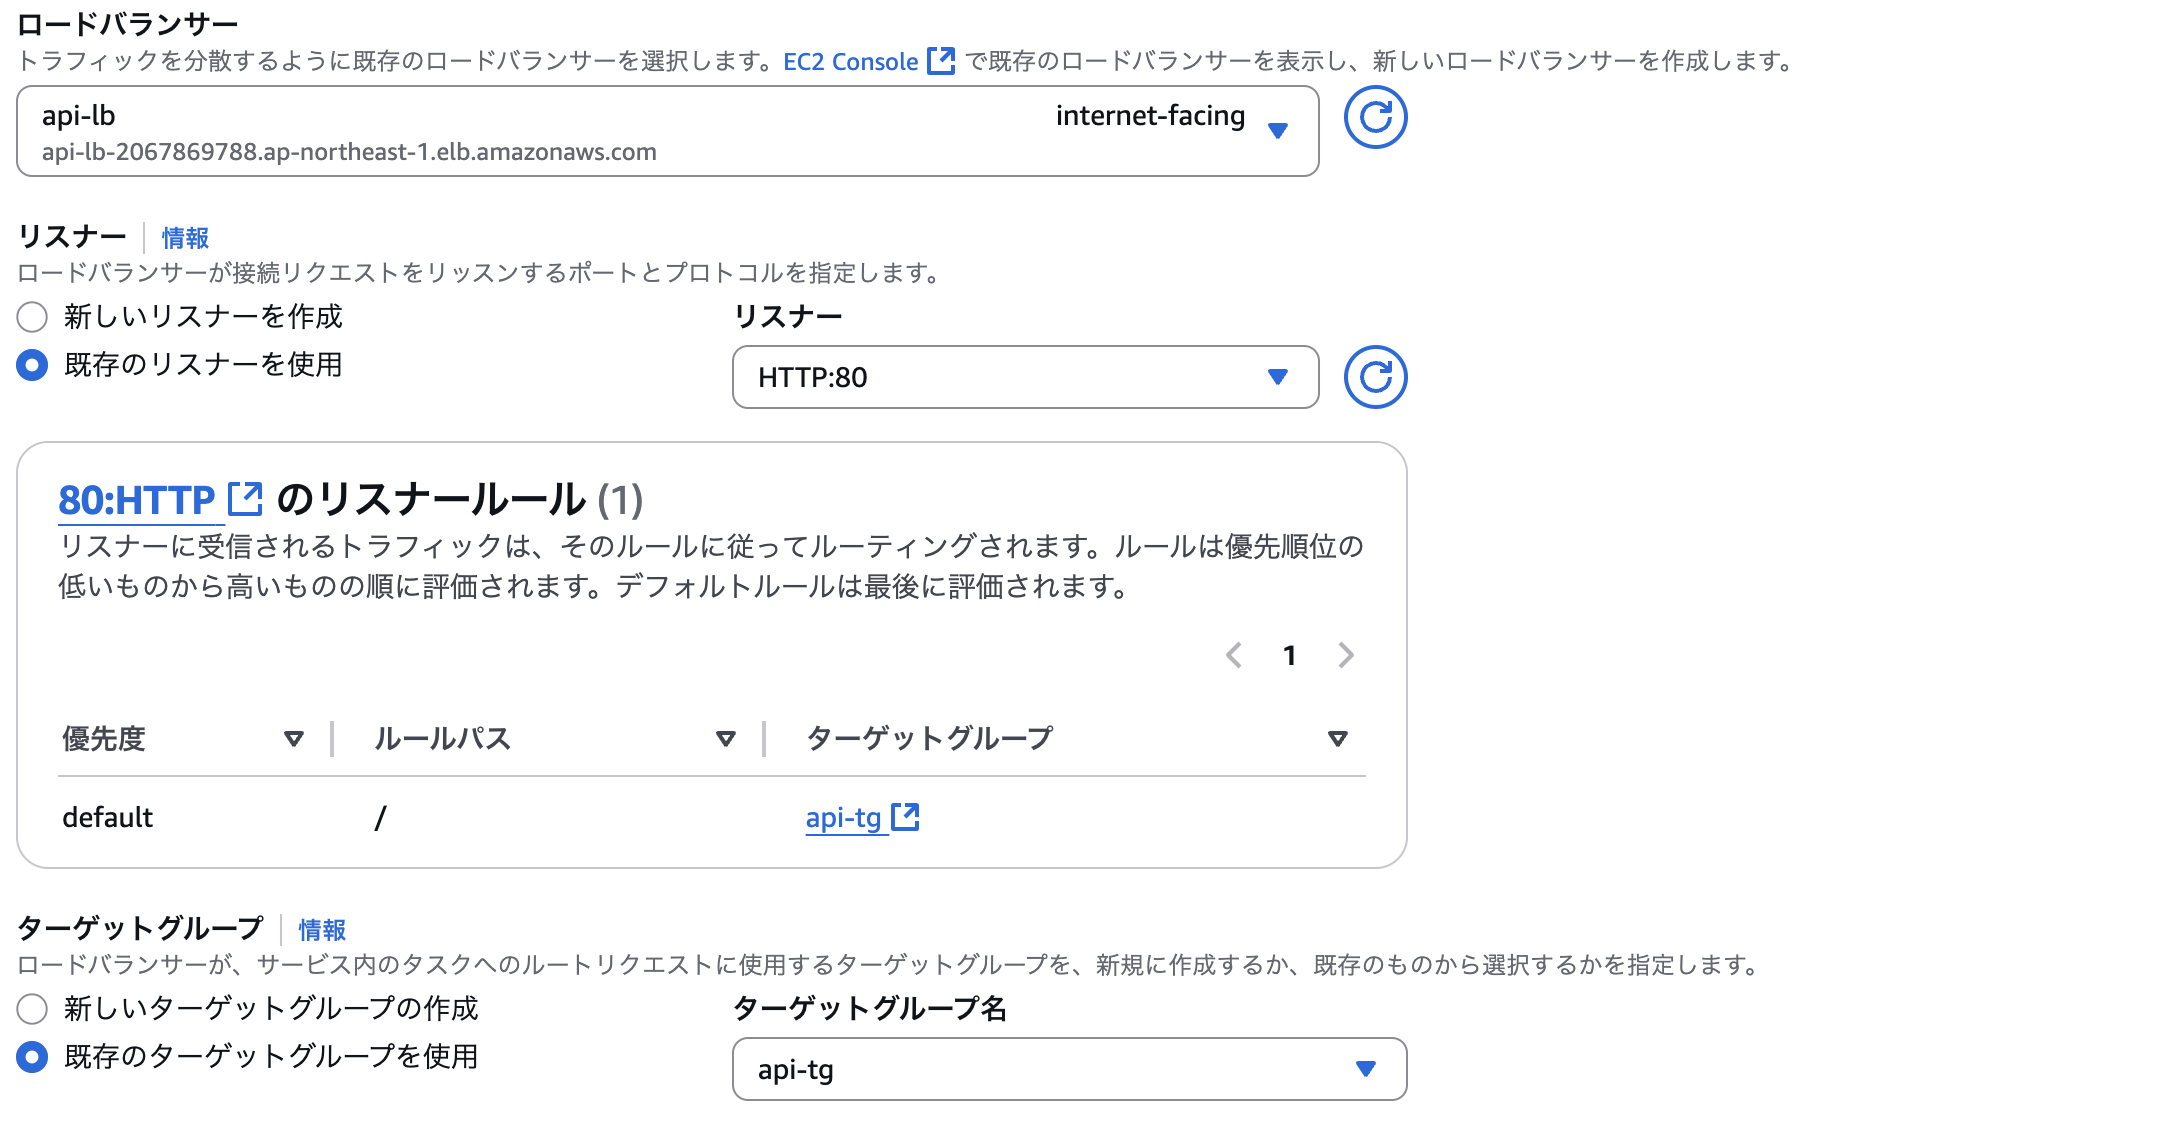 ロードバランサー
トラフィックを分散するように既存のロードバランサーを選択します。EC2 Console で既存のロードバランサーを表示し、新しいロードバランサーを作成します。
api-lb internet-facing
api-lb-2067869788.ap-northeast-1.elb.amazonaws.com
リスナー 情報
ロードバランサーが接続リクエストをリッスンするポートとプロトコルを指定します。
新しいリスナーを作成
既存のリスナーを使用
リスナー
HTTP:80
80:HTTP のリスナールール (1)
リスナーに受信されるトラフィックは、そのルールに従ってルーティングされます。ルールは優先順位の
低いものから高いものの順に評価されます。デフォルトルールは最後に評価されます。
1
優先度 ルールパス ターゲットグループ
default / api-tg
ターゲットグループ 情報
ロードバランサーが、サービス内のタスクへのルートリクエストに使用するターゲットグループを、新規に作成するか、既存のものから選択するかを指定します。
新しいターゲットグループの作成
既存のターゲットグループを使用
ターゲットグループ名
api-tg